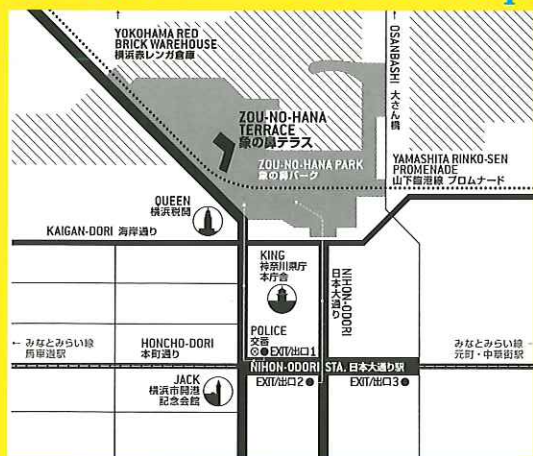 YOKOHAMA RED
BRICK WAREHOUSE
横浜赤レンガ倉庫
OSANBASHI 大さん橋
ZOU-NO-HANA
TERRACE
象の鼻テラス
ZOU-NO-HANA PARK
象の鼻パーク
YAMASHITA RINKO-SEN
PROMENADE
山下臨港線 プロムナード
QUEEN
横浜税関
KAIGAN-DORI 海岸通り
KING
神奈川県庁
本庁舎
NIHON-ODORI
日本大通り
POLICE
交番
EXIT/出口1
← みなとみらい線
馬車道駅
HONCHO-DORI
本町通り
みなとみらい線 →
元町・中華街駅
NIHON-ODORI STA. 日本大通り駅
EXIT/出口2
EXIT/出口3
JACK
横浜市開港
記念会館